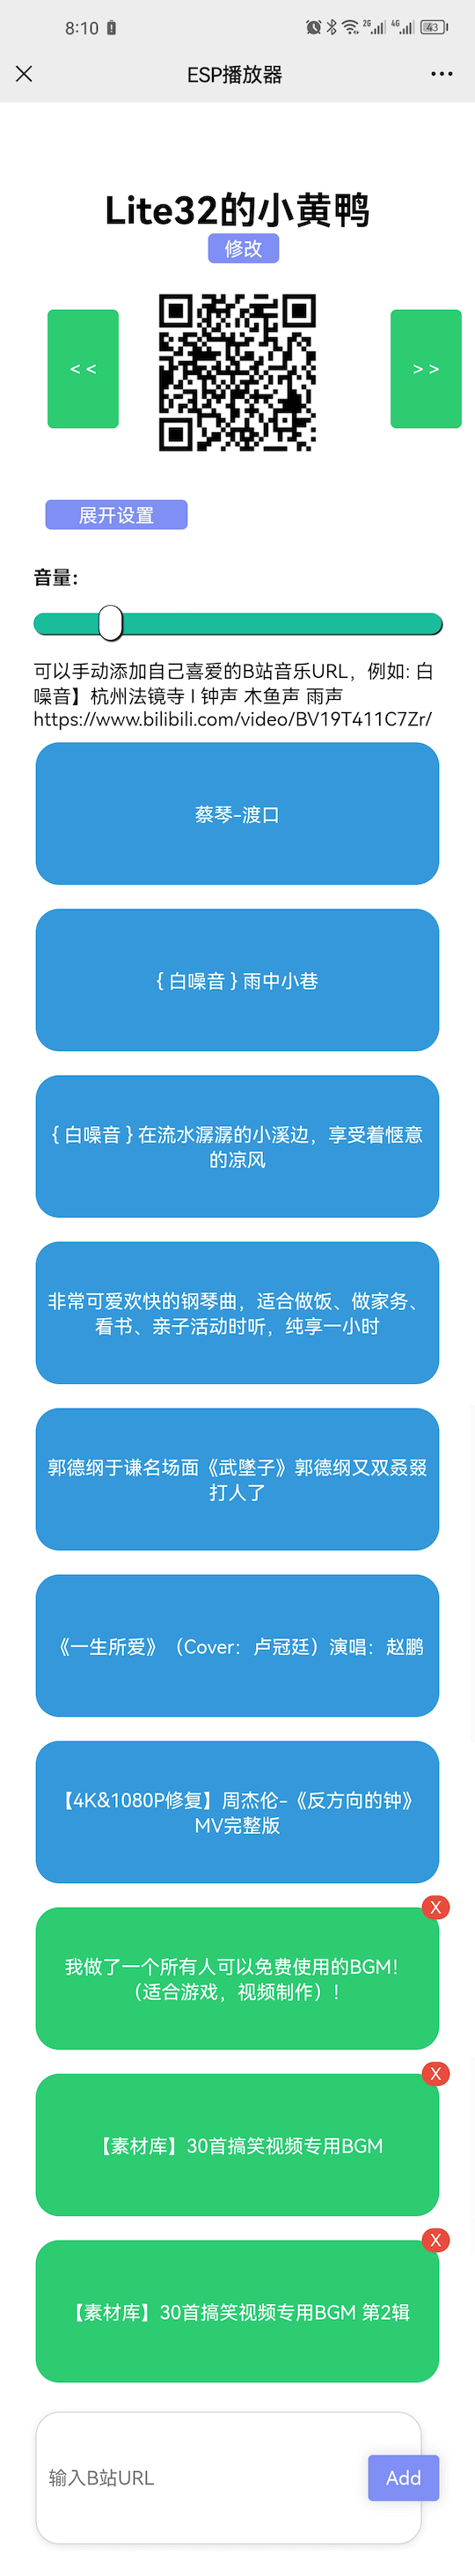 8:10
2G 4G 43
ESP播放器
Lite32的小黄鸭
修改
< <
> >
展开设置
音量：
可以手动添加自己喜爱的B站音乐URL，例如: 白
噪音】杭州法镜寺 l 钟声 木鱼声 雨声
https://www.bilibili.com/video/BV19T411C7Zr/
蔡琴-渡口
{ 白噪音 } 雨中小巷
{ 白噪音 } 在流水潺潺的小溪边，享受着惬意
的凉风
非常可爱欢快的钢琴曲，适合做饭、做家务、
看书、亲子活动时听，纯享一小时
郭德纲于谦名场面《武墜子》郭德纲又双叒叕
打人了
《一生所爱》（Cover：卢冠廷）演唱：赵鹏
【4K&1080P修复】周杰伦-《反方向的钟》
MV完整版
X
我做了一个所有人可以免费使用的BGM！
（适合游戏，视频制作）！
X
【素材库】30首搞笑视频专用BGM
X
【素材库】30首搞笑视频专用BGM 第2辑
输入B站URL
Add